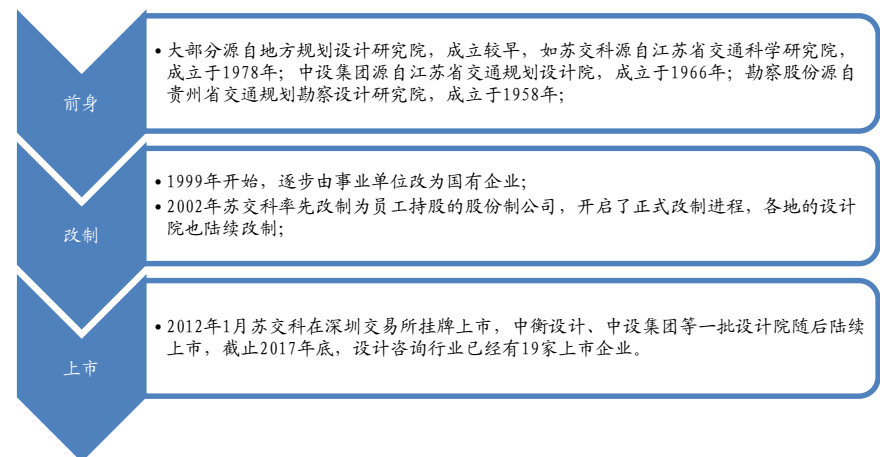 前身
•大部分源自地方规划设计研究院，成立较早，如苏交科源自江苏省交通科学研究院，
成立于1978年；中设集团源自江苏省交通规划设计院，成立于1966年；勘察股份源自
贵州省交通规划勘察设计研究院，成立于1958年；
改制
•1999年开始，逐步由事业单位改为国有企业；
•2002年苏交科率先改制为员工持股的股份制公司，开启了正式改制进程，各地的设计
院也陆续改制；
上市
•2012年1月苏交科在深圳交易所挂牌上市，中衡设计、中设集团等一批设计院随后陆续
上市，截止2017年底，设计咨询行业已经有19家上市企业。